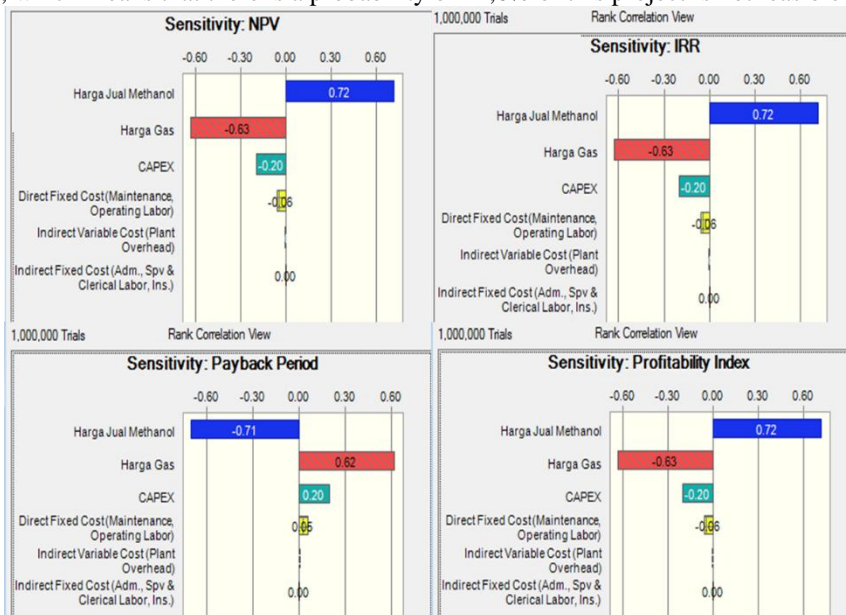 1,000,000 Trials Rank Correlation View
Sensitivity: NPV
-0.60 -0.30 0.00 0.30 0.60
Harga Jual Methanol 0.72
Harga Gas -0.63
CAPEX -0.20
Direct Fixed Cost (Maintenance,
Operating Labor) -0.06
Indirect Variable Cost (Plant
Overhead)
Indirect Fixed Cost (Adm., Spv &
Clerical Labor, Ins.) 0.00
Sensitivity: IRR
-0.60 -0.30 0.00 0.30 0.60
Harga Jual Methanol 0.72
Harga Gas -0.63
CAPEX -0.20
Direct Fixed Cost (Maintenance,
Operating Labor) -0.06
Indirect Variable Cost (Plant
Overhead)
Indirect Fixed Cost (Adm., Spv &
Clerical Labor, Ins.) 0.00
1,000,000 Trials Rank Correlation View
Sensitivity: Payback Period
-0.60 -0.30 0.00 0.30 0.60
Harga Jual Methanol -0.71
Harga Gas 0.62
CAPEX 0.20
Direct Fixed Cost (Maintenance,
Operating Labor) 0.05
Indirect Variable Cost (Plant
Overhead)
Indirect Fixed Cost (Adm., Spv &
Clerical Labor, Ins.) 0.00
1,000,000 Trials Rank Correlation View
Sensitivity: Profitability Index
-0.60 -0.30 0.00 0.30 0.60
Harga Jual Methanol 0.72
Harga Gas -0.63
CAPEX -0.20
Direct Fixed Cost (Maintenance,
Operating Labor) -0.06
Indirect Variable Cost (Plant
Overhead)
Indirect Fixed Cost (Adm., Spv &
Clerical Labor, Ins.) 0.00